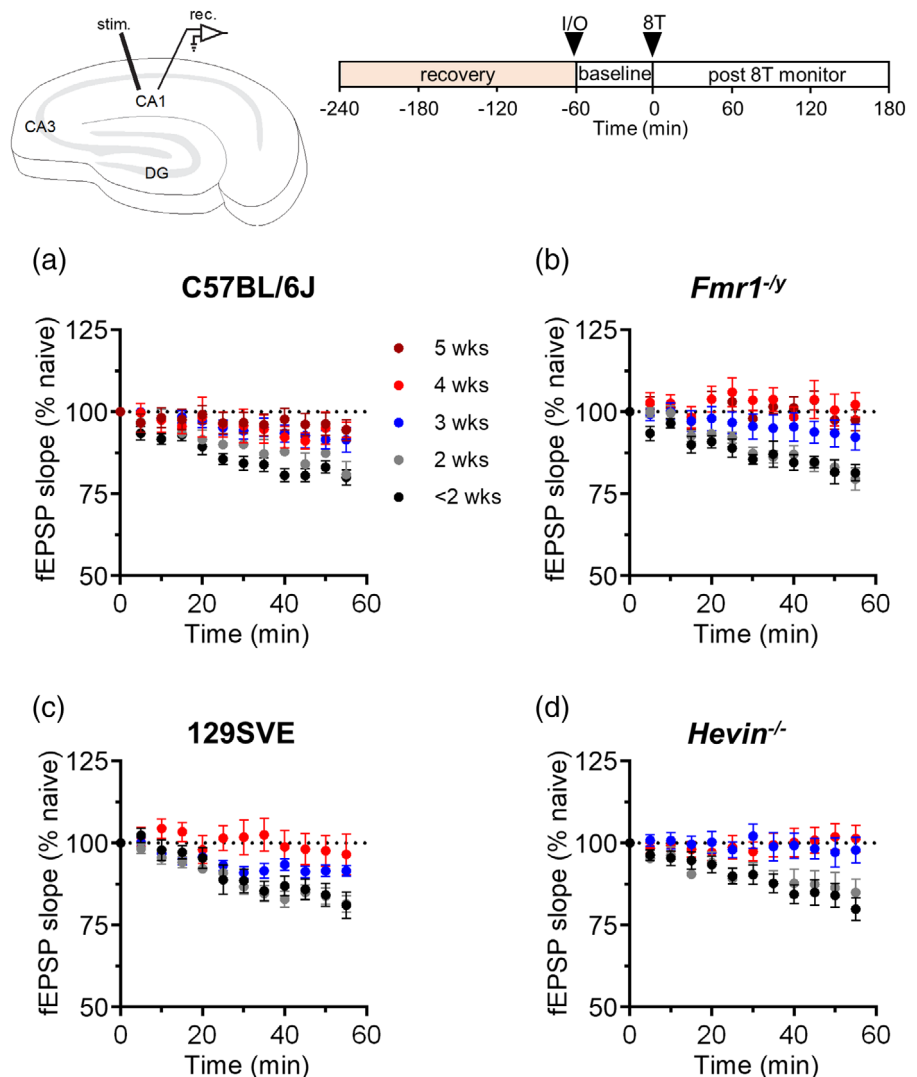 stim.
rec.
CA1
CA3
DG
I/O
8T
recovery
baseline
post 8T monitor
-240
-180
-120
-60
0
60
120
180
Time (min)
(a)
C57BL/6J
125
100
75
50
fEPSP slope (% naive)
0
20
40
60
Time (min)
5 wks
4 wks
3 wks
2 wks
<2 wks
(b)
Fmr1-/y
125
100
75
50
fEPSP slope (% naive)
0
20
40
60
Time (min)
(c)
129SVE
125
100
75
50
fEPSP slope (% naive)
0
20
40
60
Time (min)
(d)
Hevin-/-
125
100
75
50
fEPSP slope (% naive)
0
20
40
60
Time (min)